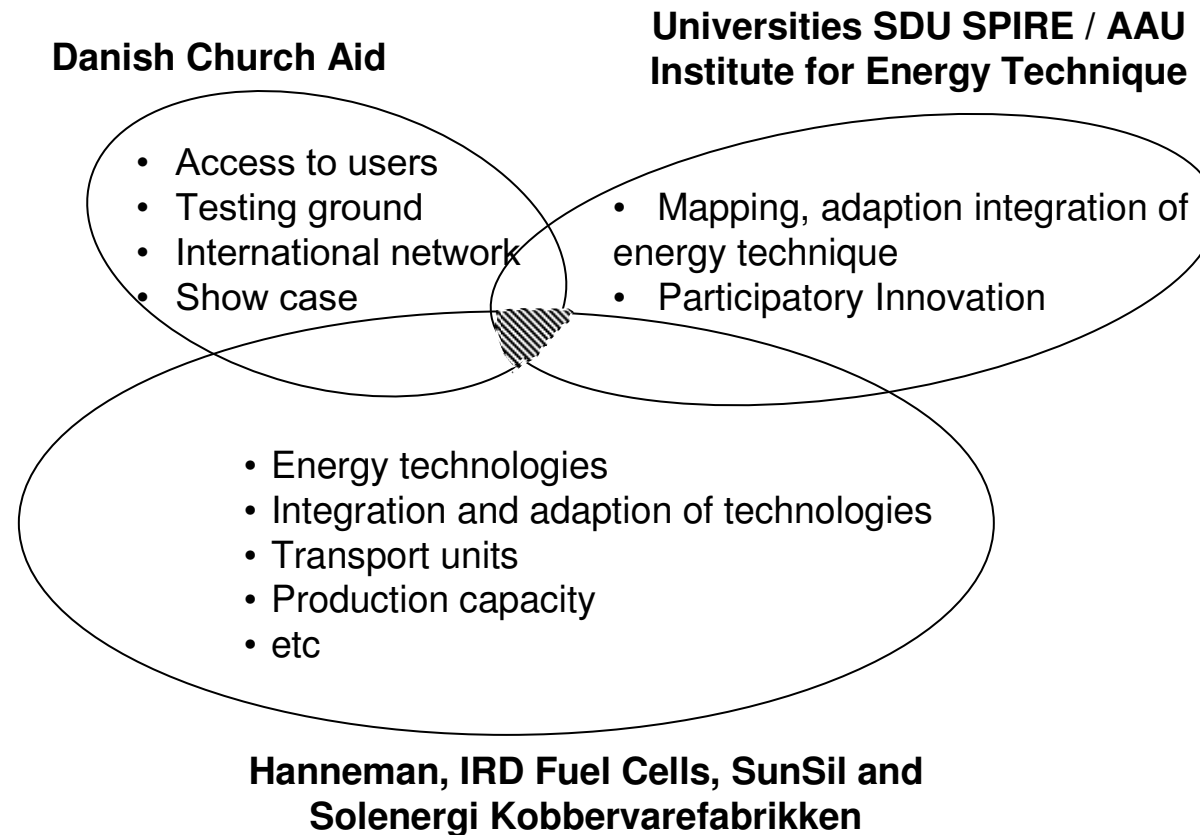 Danish Church Aid
Universities SDU SPIRE / AAU
Institute for Energy Technique
• Access to users
• Testing ground
• International network
• Show case
• Mapping, adaption integration of
energy technique
• Participatory Innovation
• Energy technologies
• Integration and adaption of technologies
• Transport units
• Production capacity
• etc
Hanneman, IRD Fuel Cells, SunSil and
Solenergi Kobbervarefabrikken